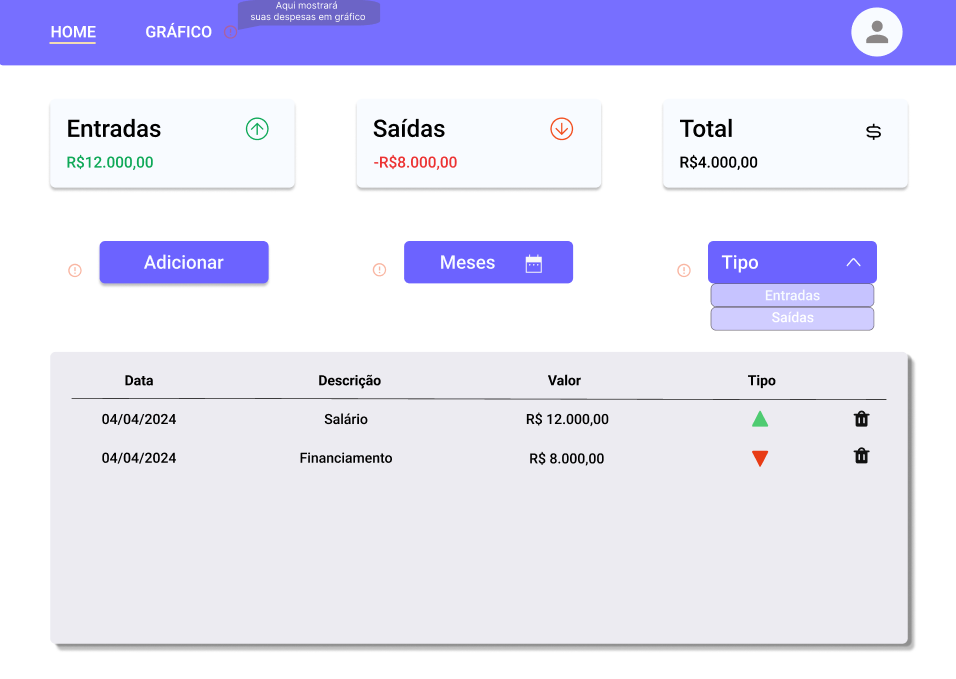 HOME
GRÁFICO
Aqui mostrará
suas despesas em gráfico
Entradas
R$12.000,00
Saídas
-R$8.000,00
Total
R$4.000,00
Adicionar
Meses
Tipo
Entradas
Saídas
Data Descrição Valor Tipo
04/04/2024 Salário R$ 12.000,00
04/04/2024 Financiamento R$ 8.000,00